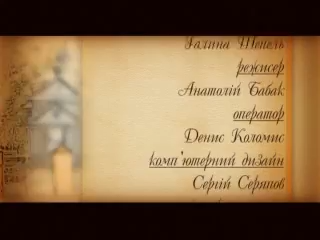 Галина Шепель
режисер
Анатолій Бабак
оператор
Денис Коломис
комп'ютерний дизайн
Сергій Серяпов